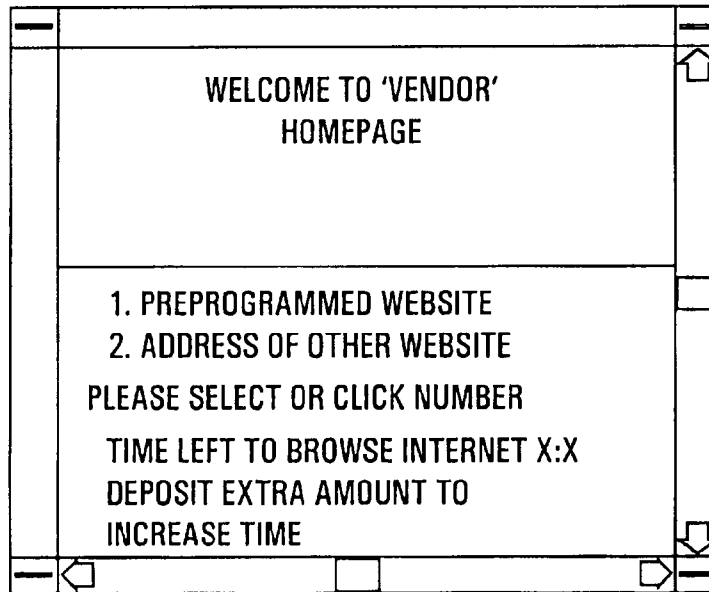 WELCOME TO 'VENDOR'
HOMEPAGE
1. PREPROGRAMMED WEBSITE
2. ADDRESS OF OTHER WEBSITE
PLEASE SELECT OR CLICK NUMBER
TIME LEFT TO BROWSE INTERNET X:X
DEPOSIT EXTRA AMOUNT TO
INCREASE TIME